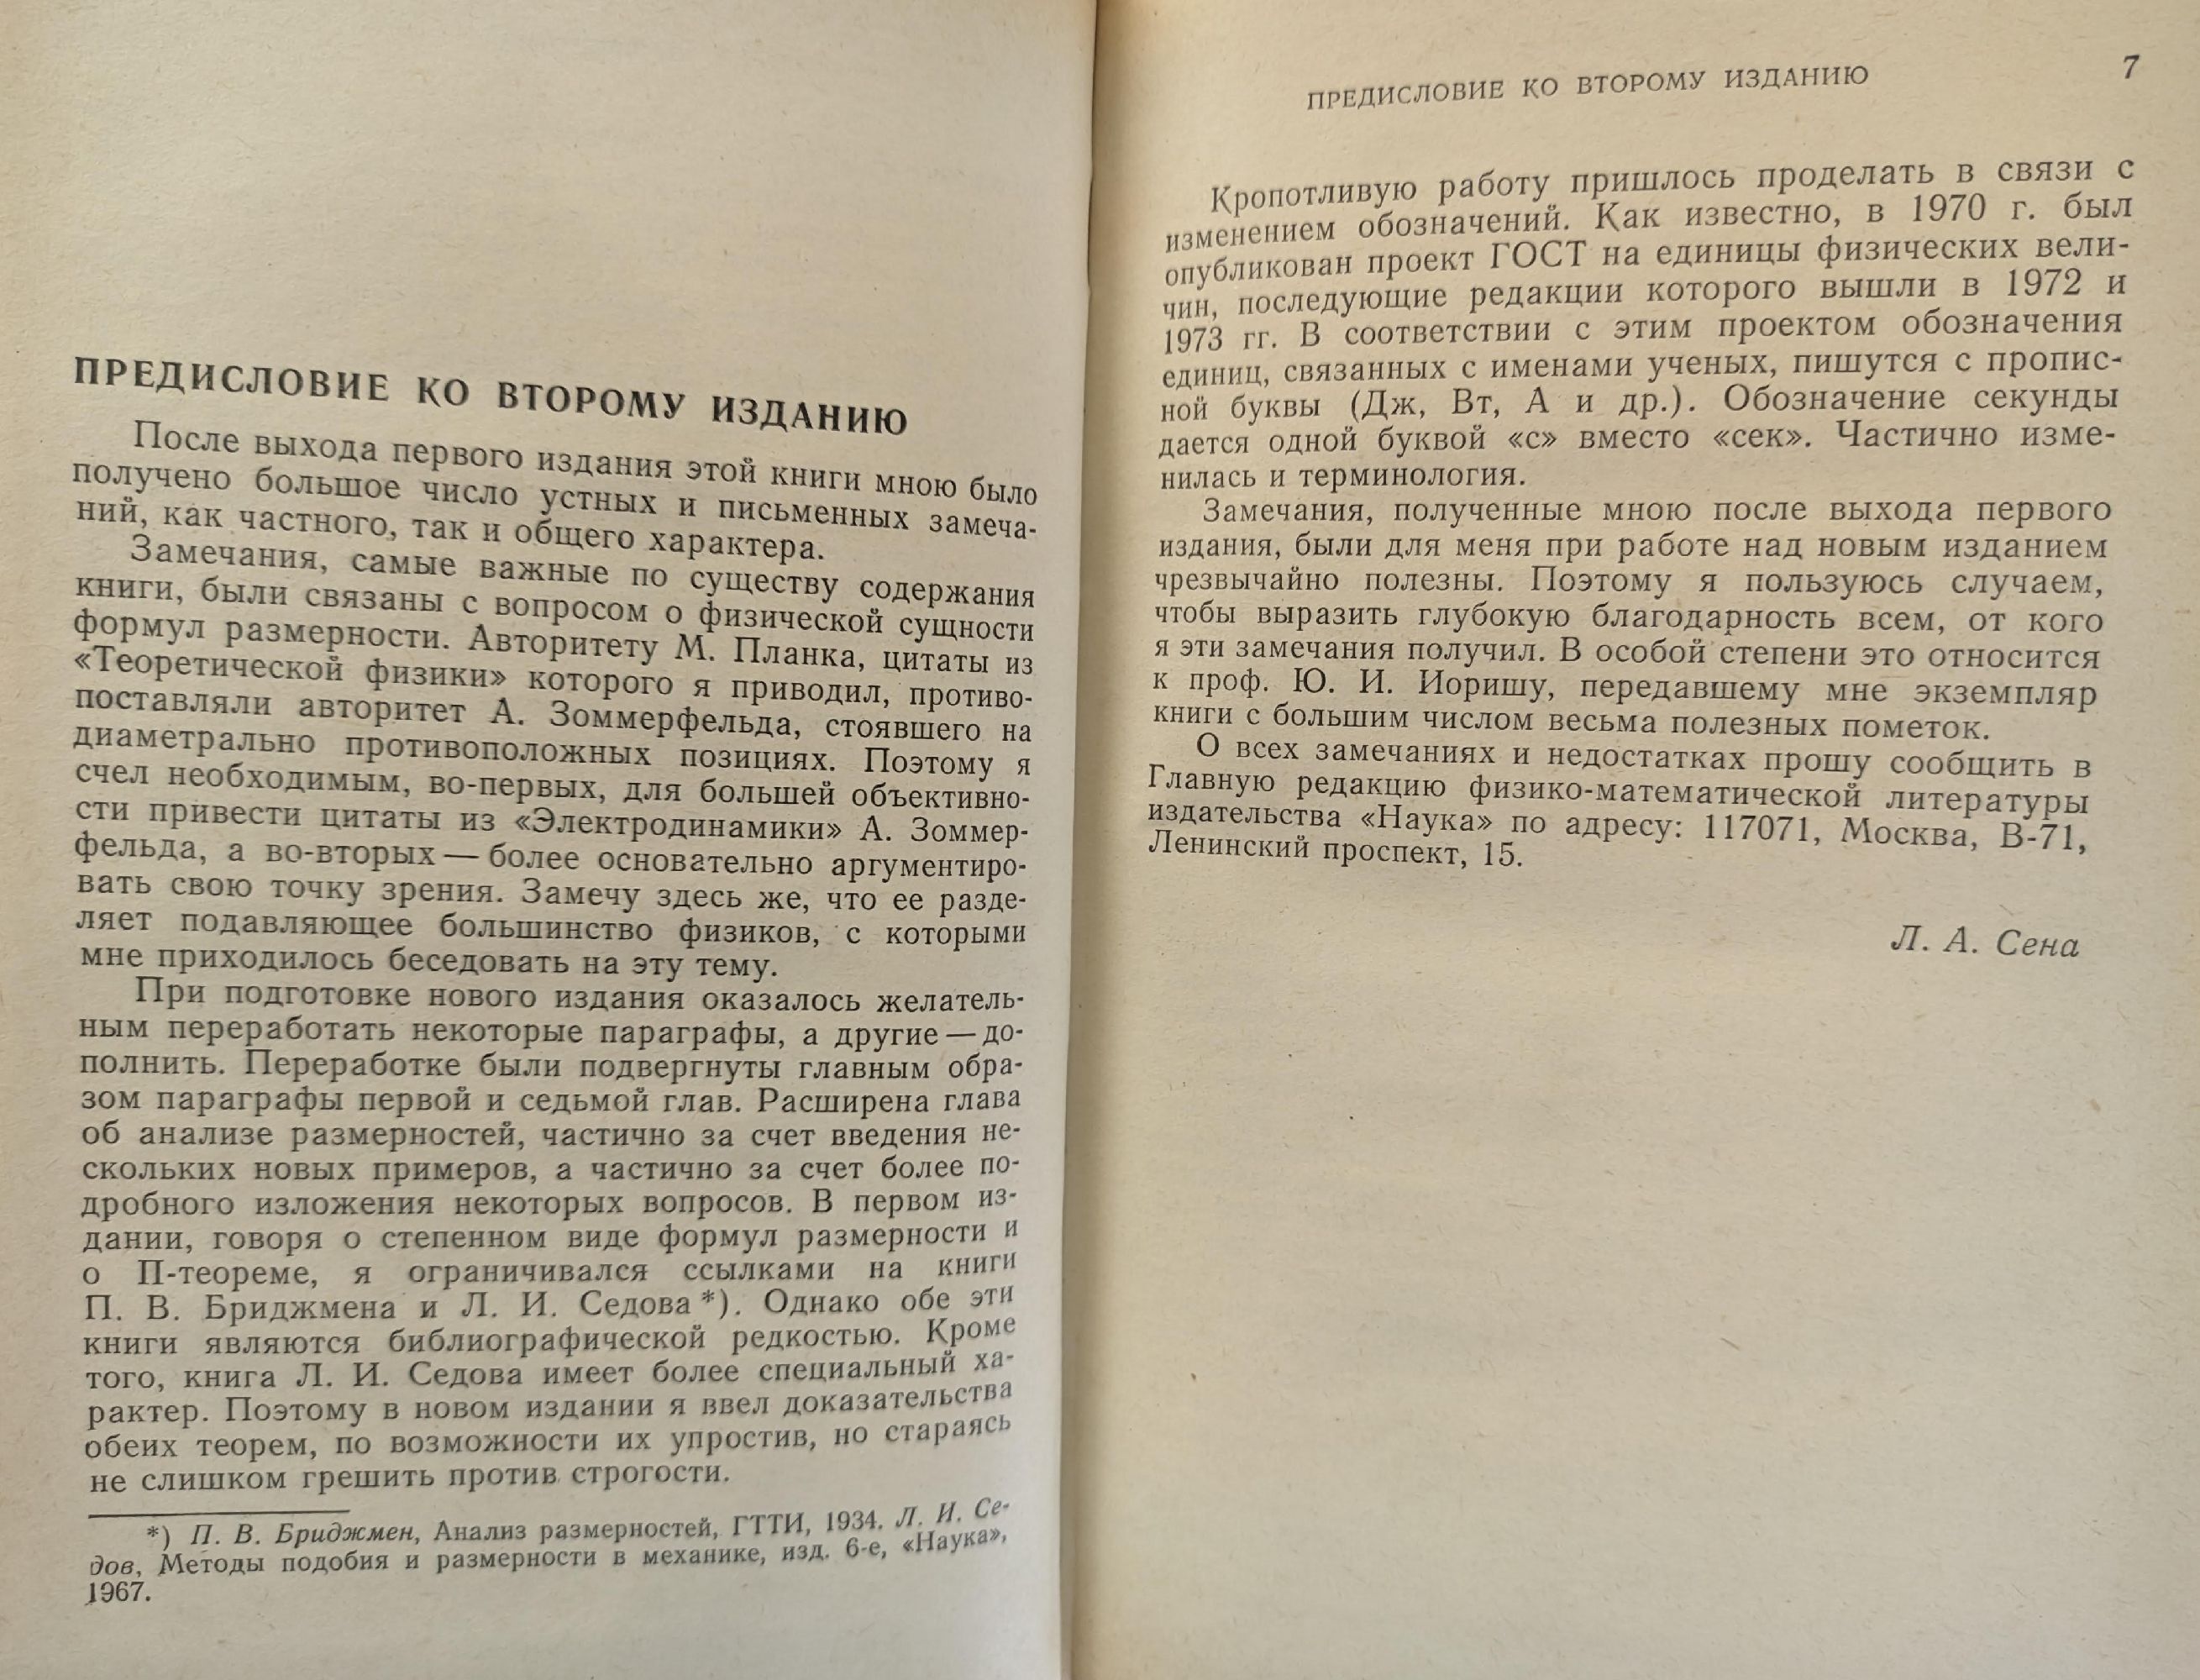 ПРЕДИСЛОВИЕ КО ВТОРОМУ ИЗДАНИЮ
После выхода первого издания этой книги мною было
получено большое число устных и письменных замеча-
ний, как частного, так и общего характера.
Замечания, самые важные по существу содержания
книги, были связаны с вопросом о физической сущности
формул размерности. Авторитету М. Планка, цитаты из
«Теоретической физики» которого я приводил, противо-
поставляли авторитет А. Зоммерфельда, стоявшего на
диаметрально противоположных позициях. Поэтому я
счел необходимым, во-первых, для большей объективно-
сти привести цитаты из «Электродинамики» А. Зоммер-
фельда, а во-вторых — более основательно аргументиро-
вать свою точку зрения. Замечу здесь же, что ее разде-
ляет подавляющее большинство физиков, с которыми
мне приходилось беседовать на эту тему.
При подготовке нового издания оказалось желатель-
ным переработать некоторые параграфы, а другие — до-
полнить. Переработке были подвергнуты главным обра-
зом параграфы первой и седьмой глав. Расширена глава
об анализе размерностей, частично за счет введения не-
скольких новых примеров, а частично за счет более по-
дробного изложения некоторых вопросов. В первом из-
дании, говоря о степенном виде формул размерности и
о П-теореме, я ограничивался ссылками на книги
П. В. Бриджмена и Л. И. Седова *). Однако обе эти
книги являются библиографической редкостью. Кроме
того, книга Л. И. Седова имеет более специальный ха-
рактер. Поэтому в новом издании я ввел доказательства
обеих теорем, по возможности их упростив, но стараясь
не слишком грешить против строгости.
*) П. В. Бриджмен, Анализ размерностей, ГТТИ, 1934. Л. И. Се-
дов, Методы подобия и размерности в механике, изд. 6-е, «Наука»,
1967.
ПРЕДИСЛОВИЕ КО ВТОРОМУ ИЗДАНИЮ 7
Кропотливую работу пришлось проделать в связи с
изменением обозначений. Как известно, в 1970 г. был
опубликован проект ГОСТ на единицы физических вели-
чин, последующие редакции которого вышли в 1972 и
1973 гг. В соответствии с этим проектом обозначения
единиц, связанных с именами ученых, пишутся с пропис-
ной буквы (Дж, Вт, А и др.). Обозначение секунды
дается одной буквой «с» вместо «сек». Частично изме-
нилась и терминология.
Замечания, полученные мною после выхода первого
издания, были для меня при работе над новым изданием
чрезвычайно полезны. Поэтому я пользуюсь случаем,
чтобы выразить глубокую благодарность всем, от кого
я эти замечания получил. В особой степени это относится
к проф. Ю. И. Иоришу, передавшему мне экземпляр
книги с большим числом весьма полезных пометок.
О всех замечаниях и недостатках прошу сообщить в
Главную редакцию физико-математической литературы
издательства «Наука» по адресу: 117071, Москва, В-71,
Ленинский проспект, 15.
Л. А. Сена